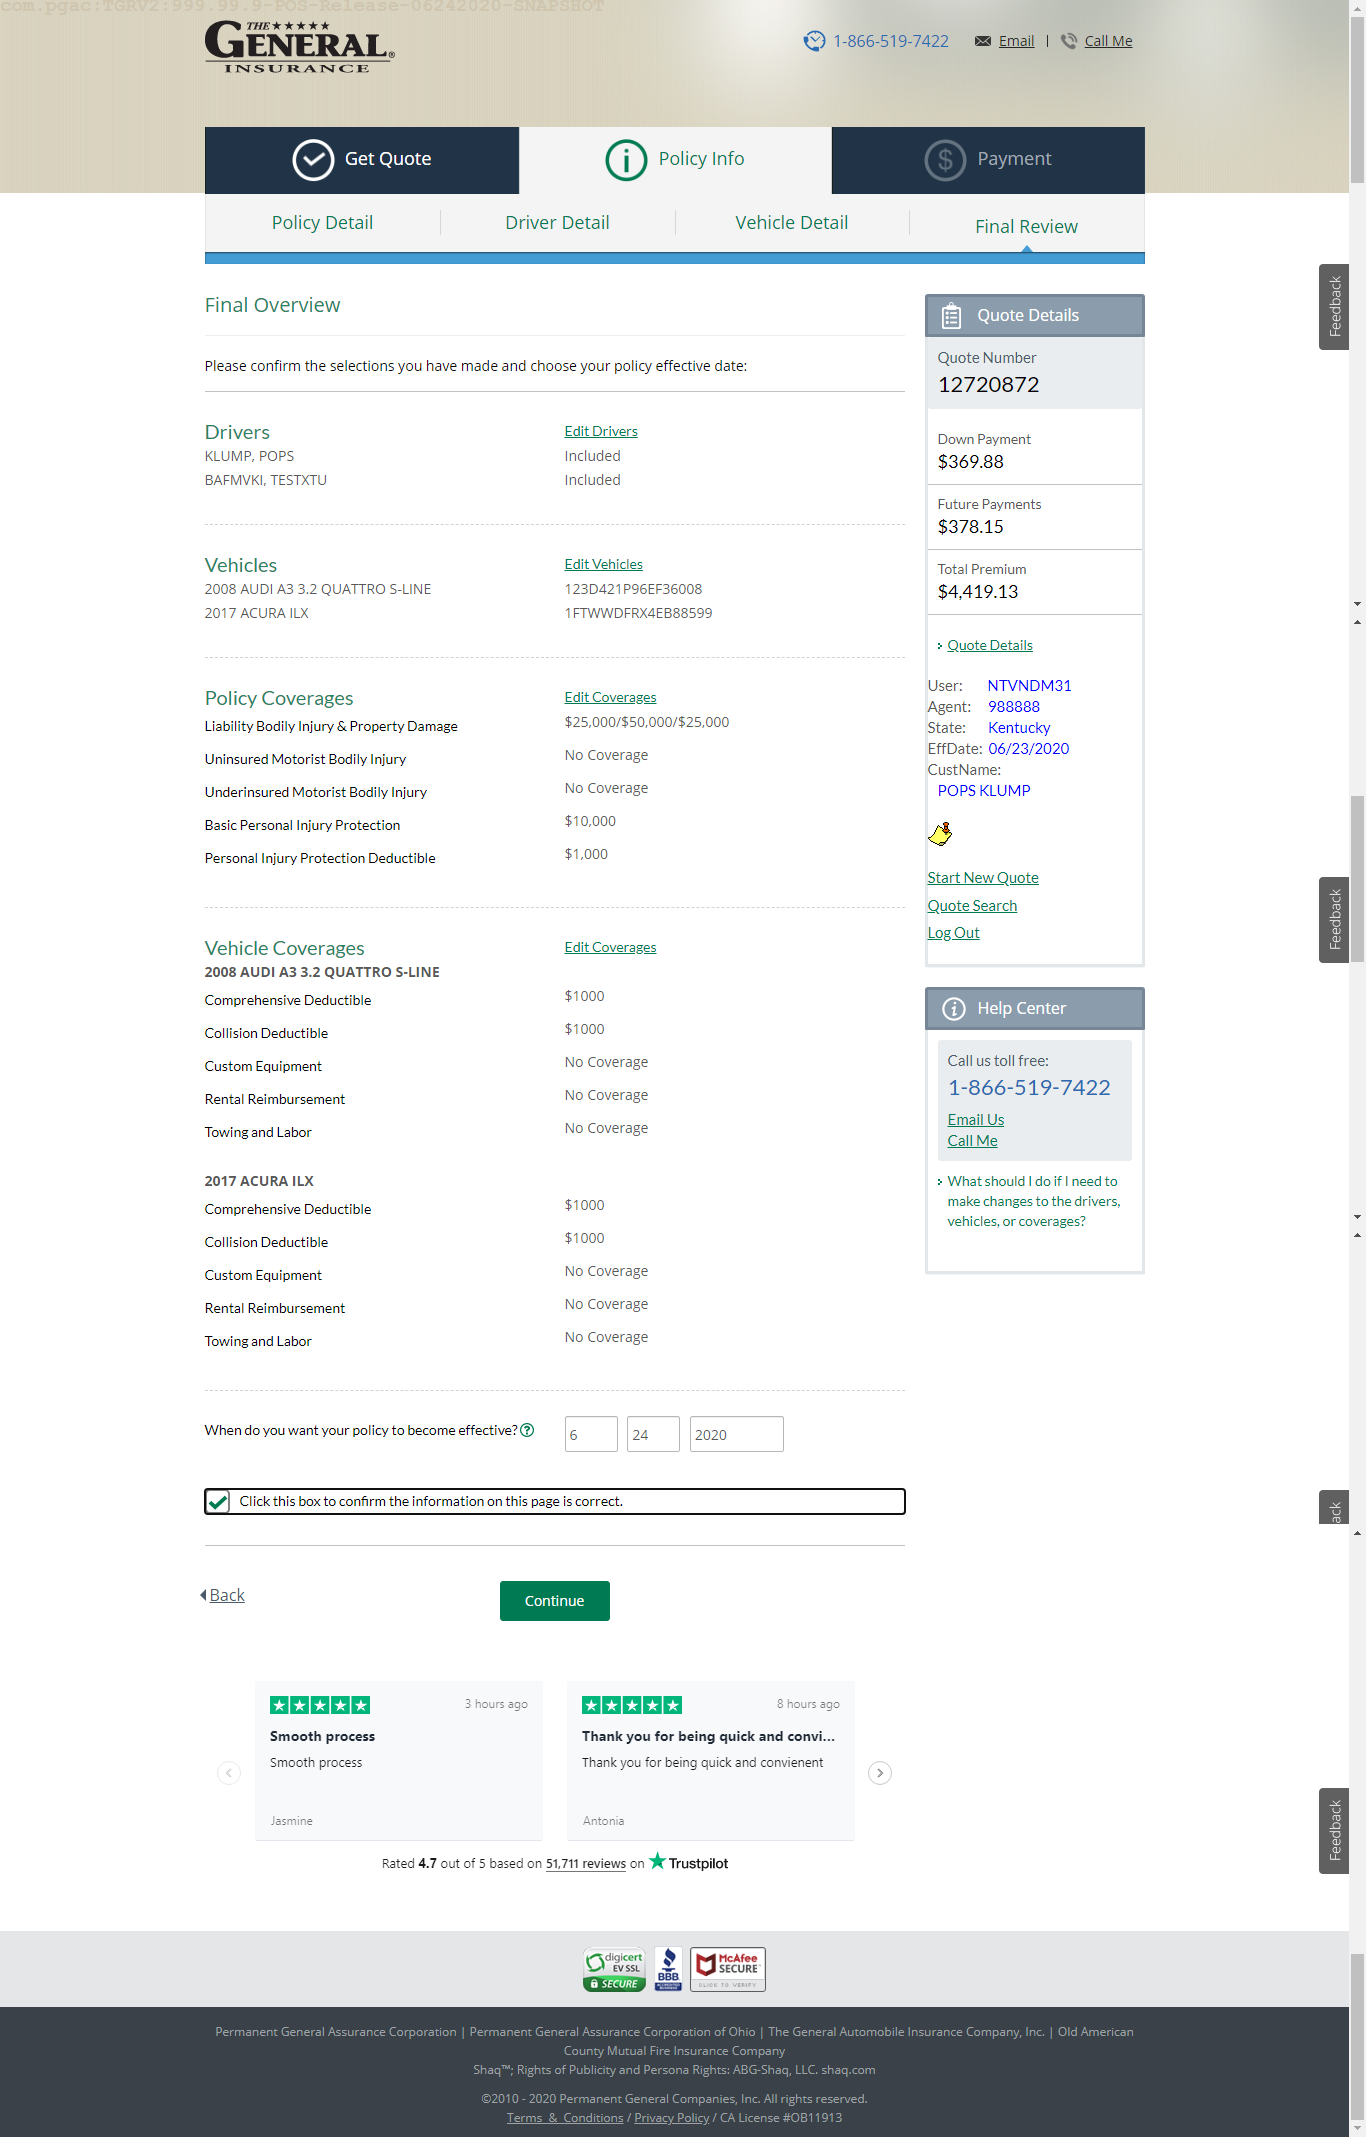 com.pgac:TGRV2:999.99.9-POS-Release-06242020-SNAPSHOT
THE
GENERAL®
INSURANCE
1-866-519-7422
Email | Call Me
Get Quote
Policy Info
Payment
Policy Detail
Driver Detail
Vehicle Detail
Final Review
Feedback
Final Overview
Please confirm the selections you have made and choose your policy effective date:
Drivers Edit Drivers
KLUMP, POPS Included
BAFMVKI, TESTXTU Included
Vehicles Edit Vehicles
2008 AUDI A3 3.2 QUATTRO S-LINE 123D421P96EF36008
2017 ACURA ILX 1FTWWDFRX4EB88599
Policy Coverages Edit Coverages
Liability Bodily Injury & Property Damage $25,000/$50,000/$25,000
Uninsured Motorist Bodily Injury No Coverage
Underinsured Motorist Bodily Injury No Coverage
Basic Personal Injury Protection $10,000
Personal Injury Protection Deductible $1,000
Vehicle Coverages Edit Coverages
2008 AUDI A3 3.2 QUATTRO S-LINE
Comprehensive Deductible $1000
Collision Deductible $1000
Custom Equipment No Coverage
Rental Reimbursement No Coverage
Towing and Labor No Coverage
2017 ACURA ILX
Comprehensive Deductible $1000
Collision Deductible $1000
Custom Equipment No Coverage
Rental Reimbursement No Coverage
Towing and Labor No Coverage
When do you want your policy to become effective? ? 6 24 2020
Click this box to confirm the information on this page is correct.
Back
Continue
Quote Details
Quote Number
12720872
Down Payment
$369.88
Future Payments
$378.15
Total Premium
$4,419.13
Quote Details
User: NTVNDM31
Agent: 988888
State: Kentucky
EffDate: 06/23/2020
CustName:
POPS KLUMP
Start New Quote
Quote Search
Log Out
Feedback
Help Center
Call us toll free:
1-866-519-7422
Email Us
Call Me
What should I do if I need to
make changes to the drivers,
vehicles, or coverages?
ack
3 hours ago
Smooth process
Smooth process
Jasmine
8 hours ago
Thank you for being quick and convi...
Thank you for being quick and convienent
Antonia
Rated 4.7 out of 5 based on 51,711 reviews on Trustpilot
Feedback
digicert
EV SSL
SECURE
BBB
ACCREDITED
BUSINESS
McAfee
SECURE
CLICK TO VERIFY
Permanent General Assurance Corporation | Permanent General Assurance Corporation of Ohio | The General Automobile Insurance Company, Inc. | Old American
County Mutual Fire Insurance Company
Shaq™; Rights of Publicity and Persona Rights: ABG-Shaq, LLC. shaq.com
©2010 - 2020 Permanent General Companies, Inc. All rights reserved.
Terms & Conditions / Privacy Policy / CA License #OB11913